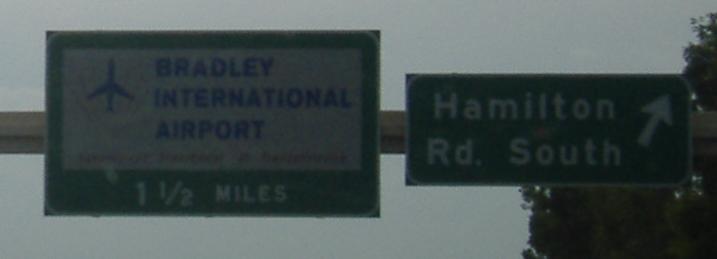 BRADLEY
INTERNATIONAL
AIRPORT
1 1/2 MILES
Hamilton
Rd. South